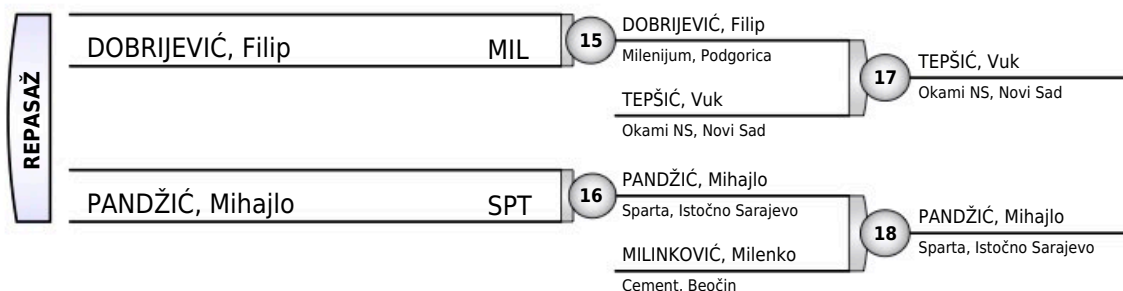 REPASAŽ
DOBRIJEVIĆ, Filip MIL
15
DOBRIJEVIĆ, Filip
Milenijum, Podgorica
TEPŠIĆ, Vuk
Okami NS, Novi Sad
17
TEPŠIĆ, Vuk
Okami NS, Novi Sad
PANDŽIĆ, Mihajlo SPT
16
PANDŽIĆ, Mihajlo
Sparta, Istočno Sarajevo
MILINKOVIĆ, Milenko
Cement, Beočin
18
PANDŽIĆ, Mihajlo
Sparta, Istočno Sarajevo